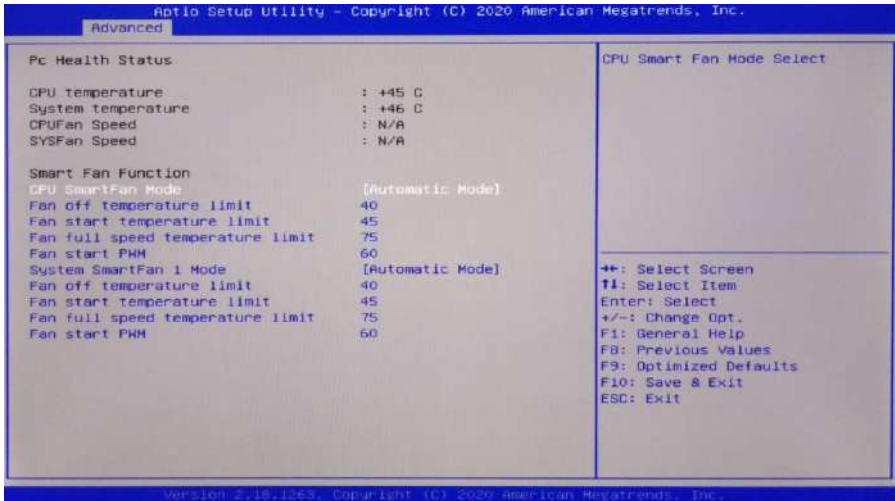 Aptio Setup Utility – Copyright (C) 2020 American Megatrends, Inc.
Advanced
Pc Health Status
CPU temperature : +45 C
System temperature : +46 C
CPUFan Speed : N/A
SYSFan Speed : N/A
Smart Fan Function
CPU SmartFan Mode [Automatic Mode]
Fan off temperature limit 40
Fan start temperature limit 45
Fan full speed temperature limit 75
Fan start PWM 60
System SmartFan 1 Mode [Automatic Mode]
Fan off temperature limit 40
Fan start temperature limit 45
Fan full speed temperature limit 75
Fan start PWM 60
CPU Smart Fan Mode Select
→←: Select Screen
↑↓: Select Item
Enter: Select
+/-: Change Opt.
F1: General Help
F8: Previous Values
F9: Optimized Defaults
F10: Save & Exit
ESC: Exit
Version 2.18.1263. Copyright (C) 2020 American Megatrends, Inc.